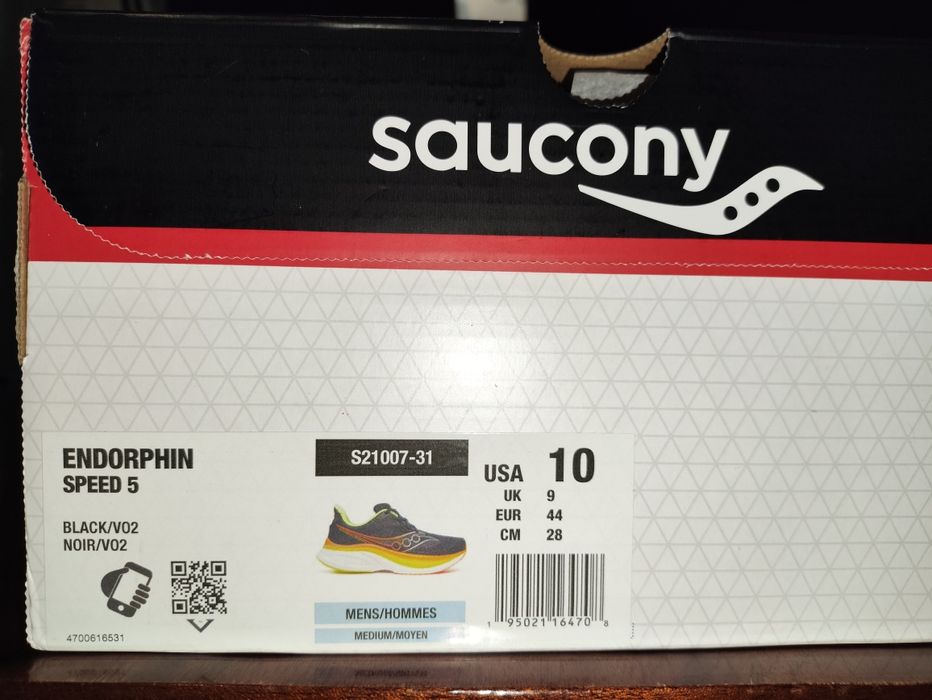 saucony
ENDORPHIN
SPEED 5
BLACK/VO2
NOIR/VO2
4700616531
S21007-31
MENS/HOMMES
MEDIUM/MOYEN
USA 10
UK 9
EUR 44
CM 28
1 95021 16470 8